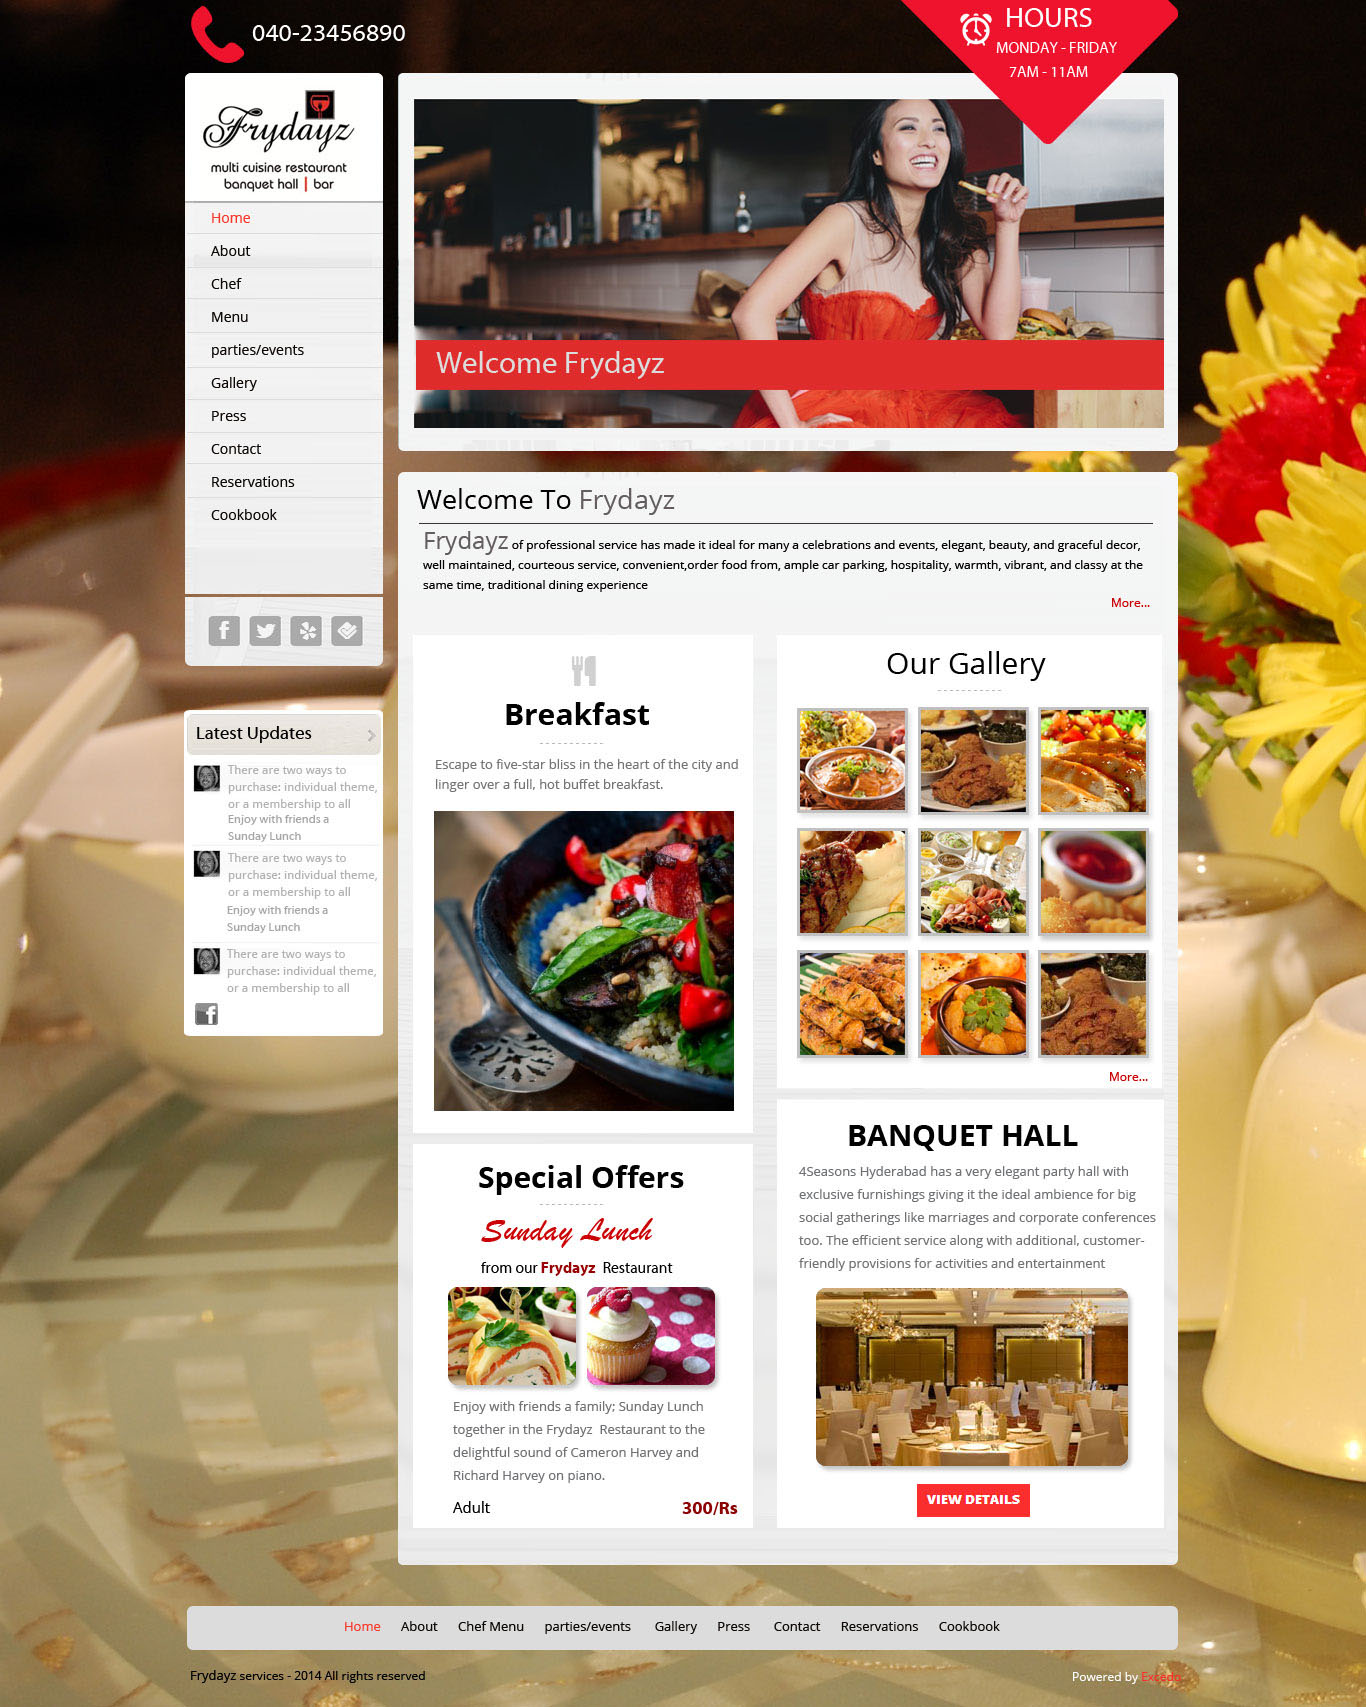 040-23456890
HOURS
MONDAY - FRIDAY
7AM - 11AM
Frydayz
multi cuisine restaurant
banquet hall | bar
Home
About
Chef
Menu
parties/events
Gallery
Press
Contact
Reservations
Cookbook
Welcome Frydayz
Welcome To Frydayz
Frydayz of professional service has made it ideal for many a celebrations and events, elegant, beauty, and graceful decor,
well maintained, courteous service, convenient,order food from, ample car parking, hospitality, warmth, vibrant, and classy at the
same time, traditional dining experience
More...
Latest Updates
There are two ways to
purchase: individual theme,
or a membership to all
Enjoy with friends a
Sunday Lunch
There are two ways to
purchase: individual theme,
or a membership to all
Enjoy with friends a
Sunday Lunch
There are two ways to
purchase: individual theme,
or a membership to all
Breakfast
Escape to five-star bliss in the heart of the city and
linger over a full, hot buffet breakfast.
Our Gallery
More...
Special Offers
Sunday Lunch
from our Frydayz Restaurant
Enjoy with friends a family; Sunday Lunch
together in the Frydayz Restaurant to the
delightful sound of Cameron Harvey and
Richard Harvey on piano.
Adult 300/Rs
BANQUET HALL
4Seasons Hyderabad has a very elegant party hall with
exclusive furnishings giving it the ideal ambience for big
social gatherings like marriages and corporate conferences
too. The efficient service along with additional, customer-
friendly provisions for activities and entertainment
VIEW DETAILS
Home About Chef Menu parties/events Gallery Press Contact Reservations Cookbook
Frydayz services - 2014 All rights reserved
Powered by Excedo